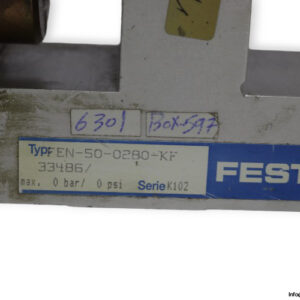 6301
BOX-597
Typ: FEN-50-0280-KF
33486/
max. 0 bar/ 0 psi Serie K102
FEST